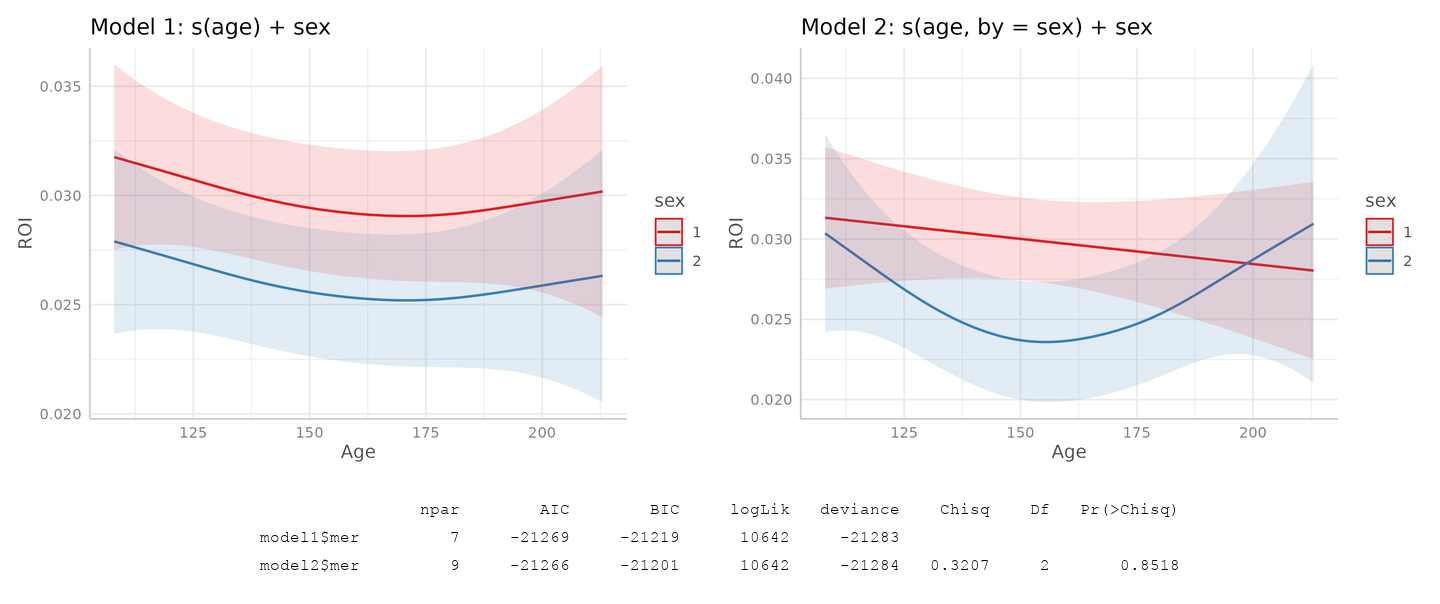 Model 1: s(age) + sex
0.035
0.030
0.025
0.020
ROI
125 150 175 200
Age
sex
1
2
Model 2: s(age, by = sex) + sex
0.040
0.035
0.030
0.025
0.020
ROI
125 150 175 200
Age
sex
1
2
npar AIC BIC logLik deviance Chisq Df Pr(>Chisq)
model1$mer 7 -21269 -21219 10642 -21283
model2$mer 9 -21266 -21201 10642 -21284 0.3207 2 0.8518